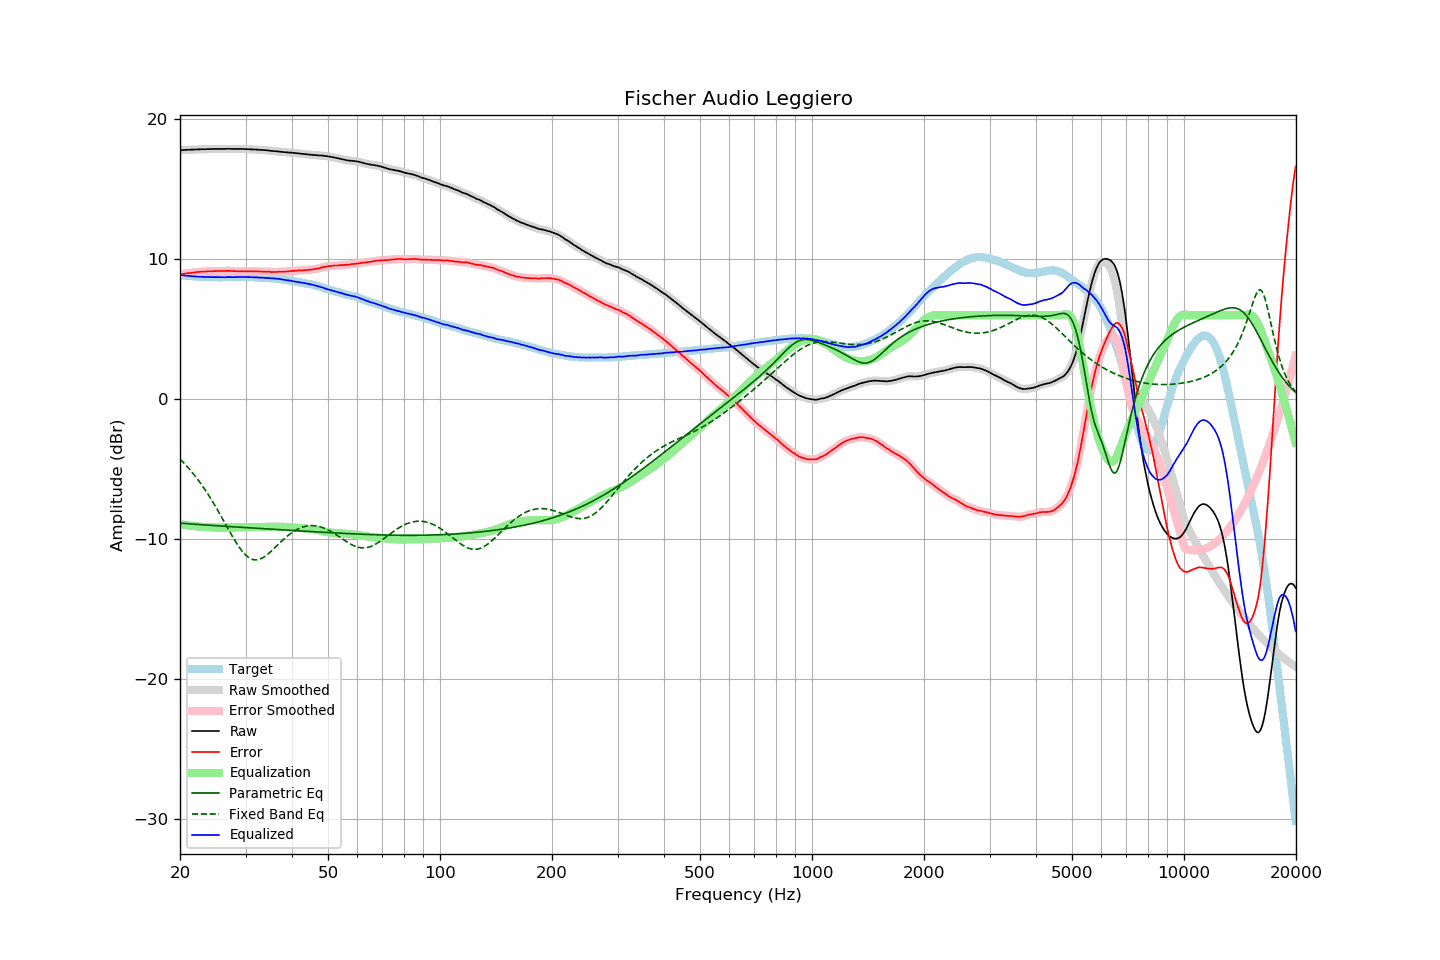 Fischer Audio Leggiero
20
10
0
−10
−20
−30
Amplitude (dBr)
Target
Raw Smoothed
Error Smoothed
Raw
Error
Equalization
Parametric Eq
Fixed Band Eq
Equalized
20 50 100 200 500 1000 2000 5000 10000 20000
Frequency (Hz)